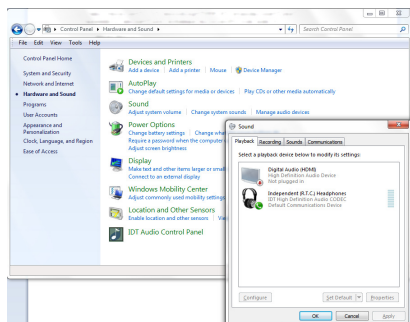 Control Panel ▸ Hardware and Sound ▸
Search Control Panel
File Edit View Tools Help
Control Panel Home
System and Security
Network and Internet
Hardware and Sound
Programs
User Accounts
Appearance and
Personalization
Clock, Language, and Region
Ease of Access
Devices and Printers
Add a device | Add a printer | Mouse | Device Manager
AutoPlay
Change default settings for media or devices | Play CDs or other media automatically
Sound
Adjust system volume | Change system sounds | Manage audio devices
Power Options
Change battery settings | Change what
Require a password when the computer
Adjust screen brightness
Display
Make text and other items larger or small
Connect to an external display
Windows Mobility Center
Adjust commonly used mobility settings
Location and Other Sensors
Enable location and other sensors
IDT Audio Control Panel
Sound
Playback Recording Sounds Communications
Select a playback device below to modify its settings:
Digital Audio (HDMI)
High Definition Audio Device
Not plugged in
Independent (R.T.C.) Headphones
IDT High Definition Audio CODEC
Default Communications Device
Configure
Set Default
Properties
OK Cancel Apply